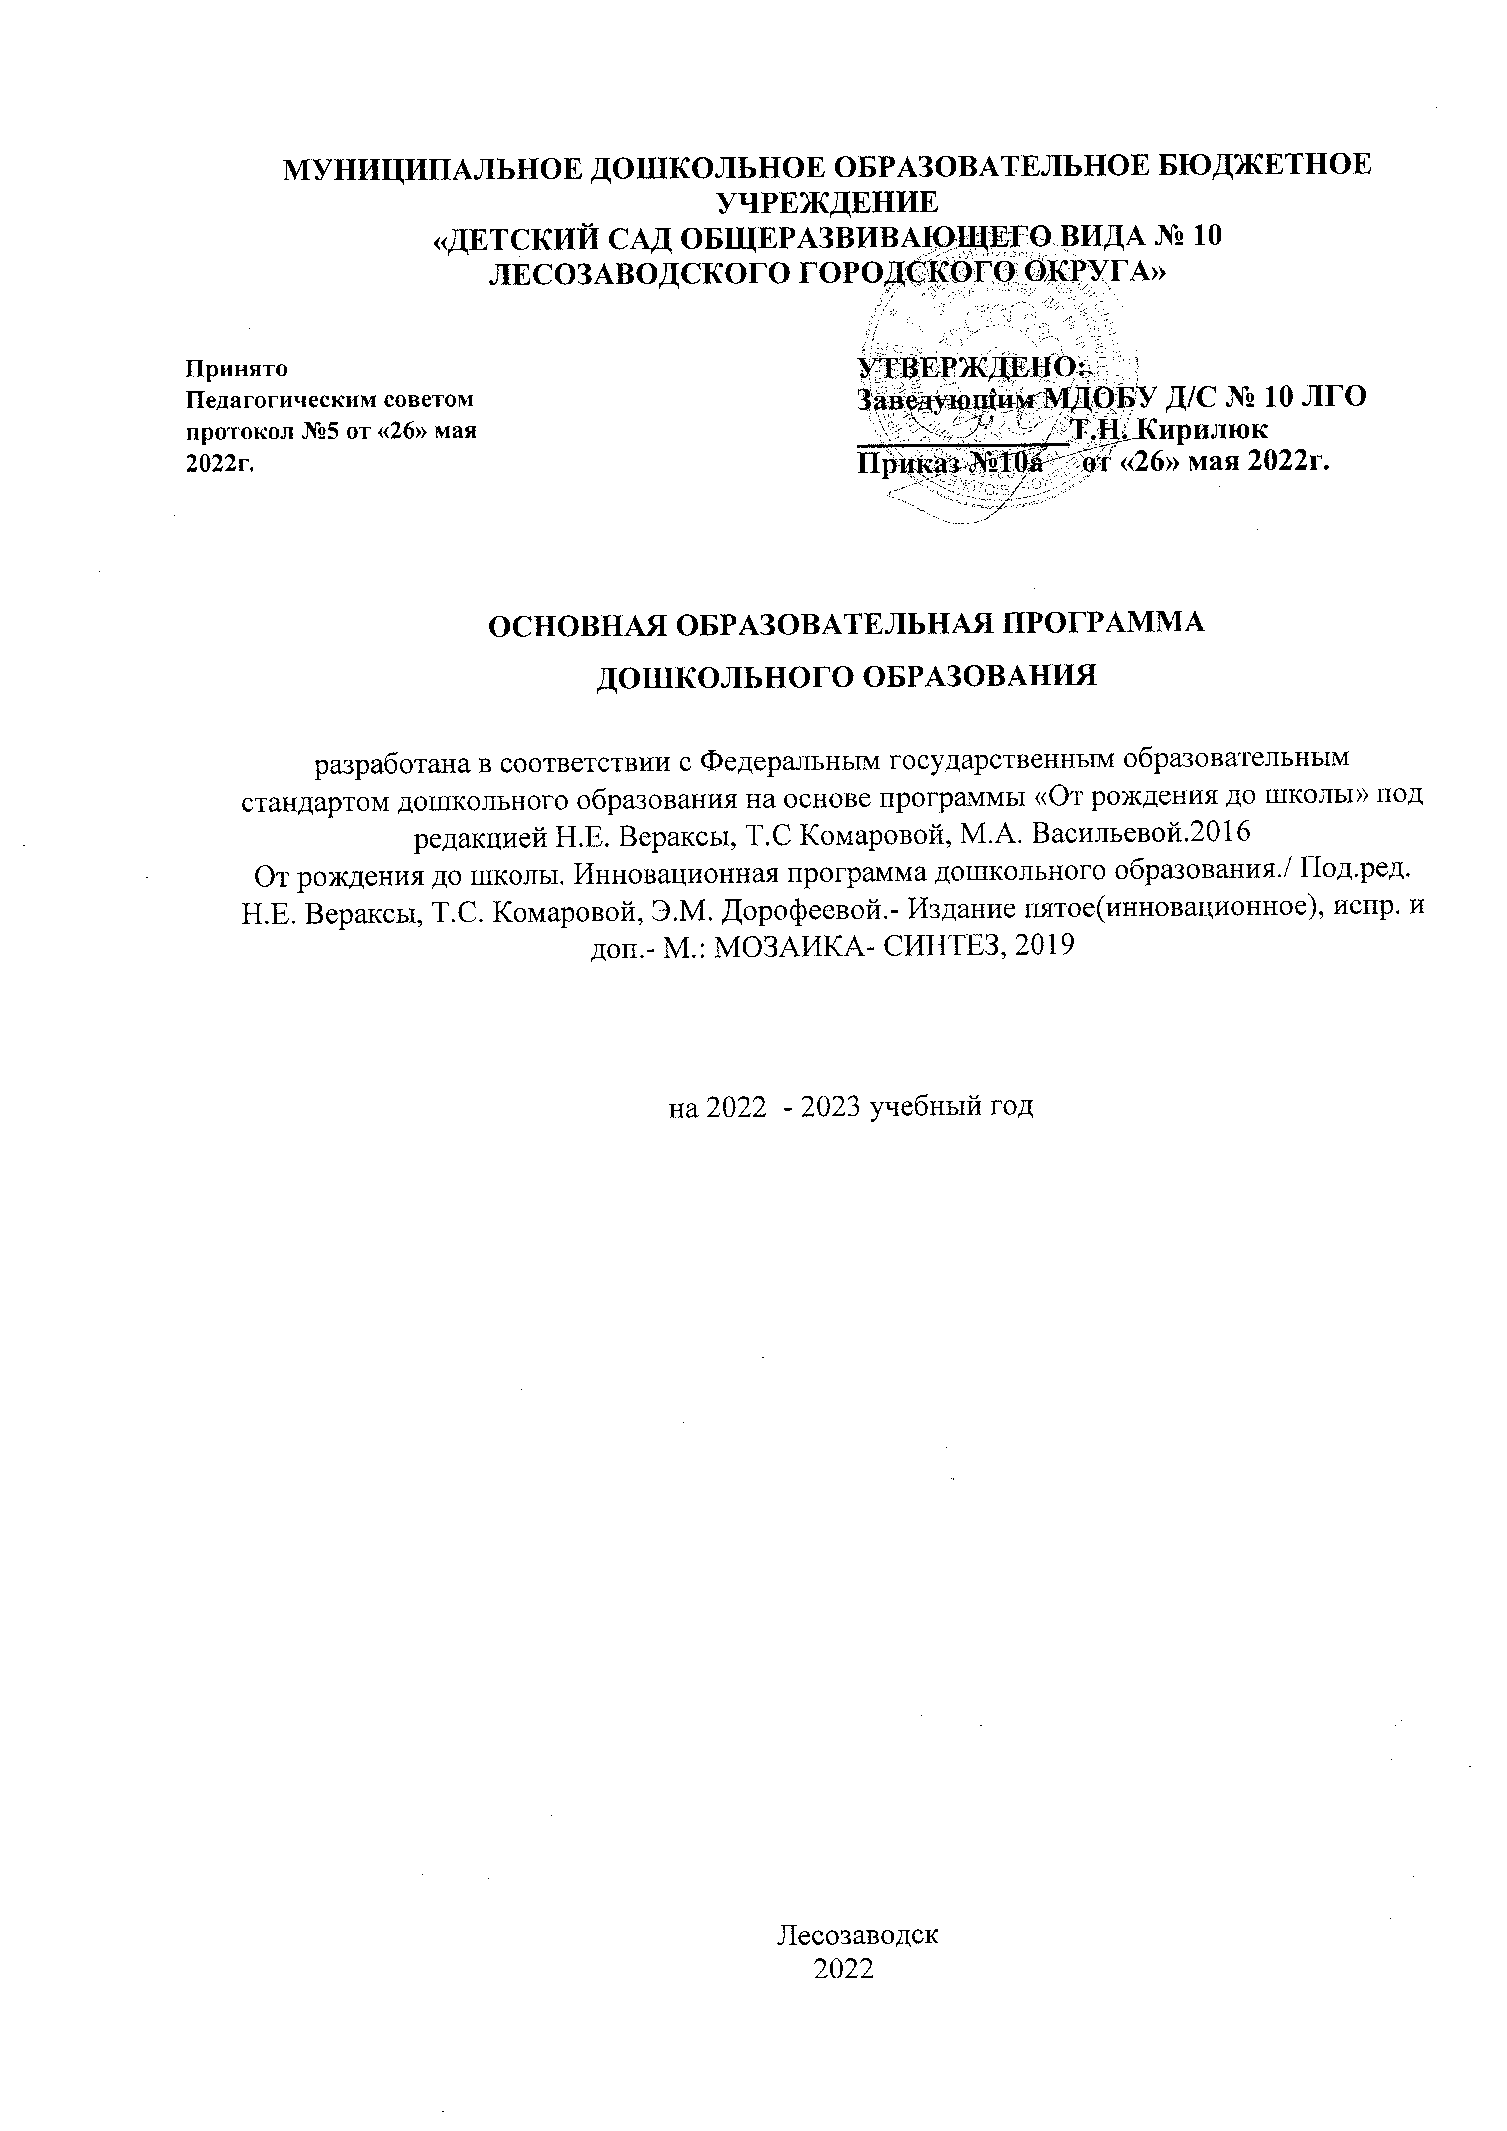 МУНИЦИПАЛЬНОЕ ДОШКОЛЬНОЕ ОБРАЗОВАТЕЛЬНОЕ БЮДЖЕТНОЕ
УЧРЕЖДЕНИЕ
«ДЕТСКИЙ САД ОБЩЕРАЗВИВАЮЩЕГО ВИДА № 10
ЛЕСОЗАВОДСКОГО ГОРОДСКОГО ОКРУГА»
Принято
Педагогическим советом
протокол №5 от «26» мая
2022г.
УТВЕРЖДЕНО:
Заведующим МДОБУ Д/С № 10 ЛГО
______________Т.Н. Кирилюк
Приказ №10а от «26» мая 2022г.
ОСНОВНАЯ ОБРАЗОВАТЕЛЬНАЯ ПРОГРАММА
ДОШКОЛЬНОГО ОБРАЗОВАНИЯ
разработана в соответствии с Федеральным государственным образовательным
стандартом дошкольного образования на основе программы «От рождения до школы» под
редакцией Н.Е. Вераксы, Т.С Комаровой, М.А. Васильевой.2016
От рождения до школы. Инновационная программа дошкольного образования./ Под.ред.
Н.Е. Вераксы, Т.С. Комаровой, Э.М. Дорофеевой.- Издание пятое(инновационное), испр. и
доп.- М.: МОЗАИКА- СИНТЕЗ, 2019
на 2022 - 2023 учебный год
Лесозаводск
2022